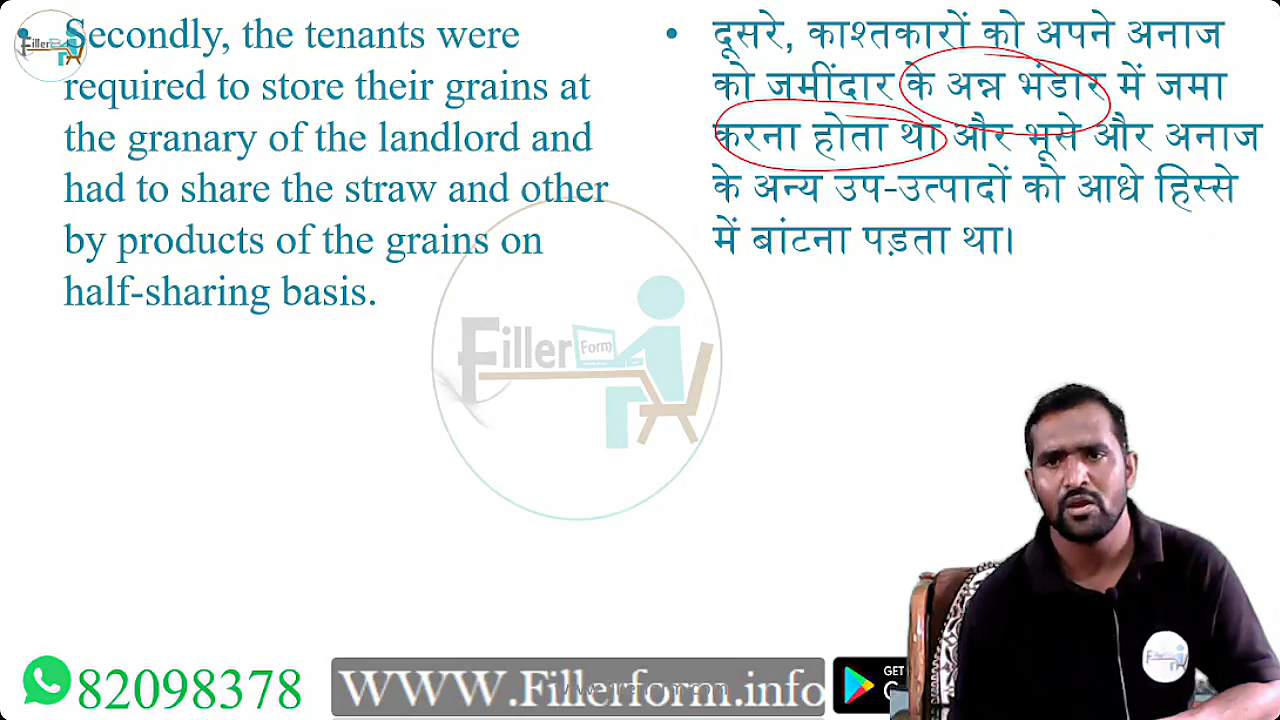 Secondly, the tenants were
required to store their grains at
the granary of the landlord and
had to share the straw and other
by products of the grains on
half-sharing basis.
दूसरे, काश्तकारों को अपने अनाज
को जमींदार के अन्न भंडार में जमा
करना होता था और भूसे और अनाज
के अन्य उप-उत्पादों को आधे हिस्से
में बांटना पड़ता था।
Filler Form
82098378
WWW.Fillerform.info
GET